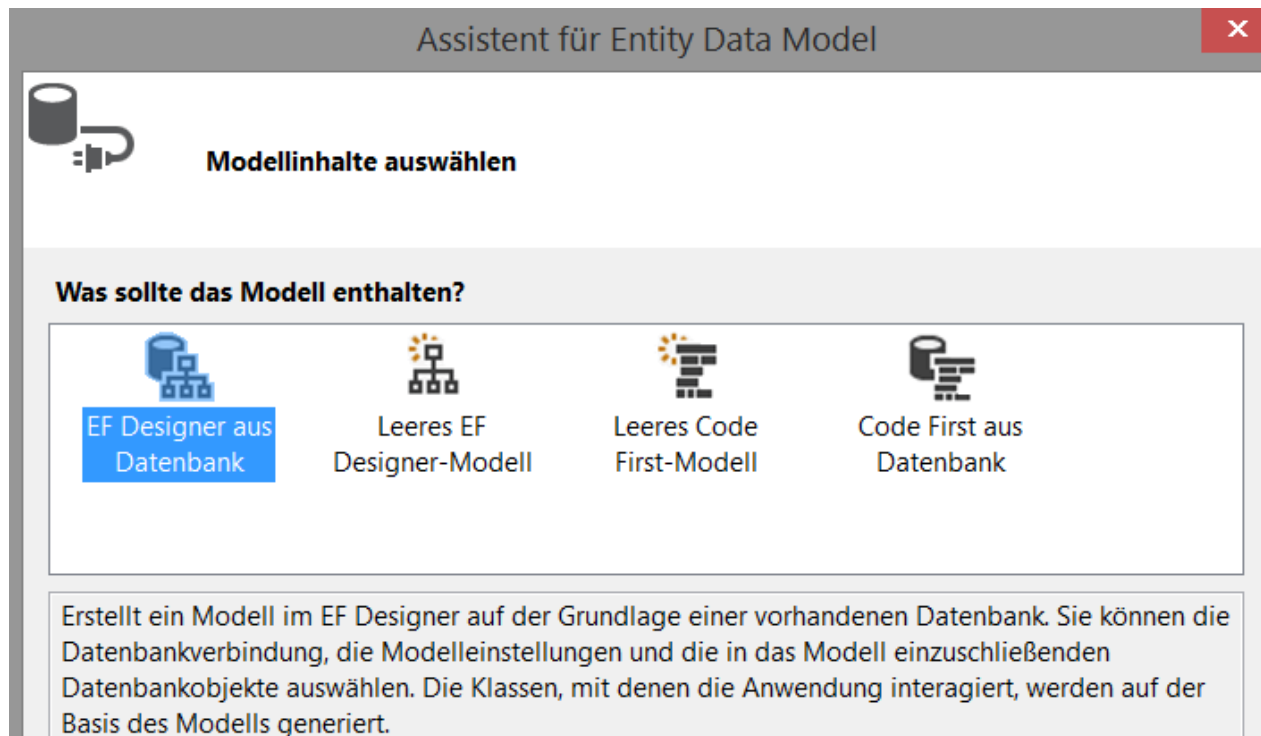 Assistent für Entity Data Model
Modellinhalte auswählen
Was sollte das Modell enthalten?
EF Designer aus
Datenbank
Leeres EF
Designer-Modell
Leeres Code
First-Modell
Code First aus
Datenbank
Erstellt ein Modell im EF Designer auf der Grundlage einer vorhandenen Datenbank. Sie können die
Datenbankverbindung, die Modelleinstellungen und die in das Modell einzuschließenden
Datenbankobjekte auswählen. Die Klassen, mit denen die Anwendung interagiert, werden auf der
Basis des Modells generiert.